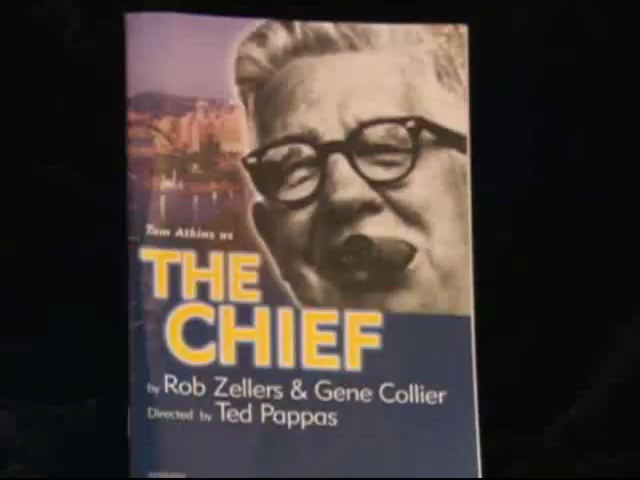 Tom Atkins as
THE
CHIEF
by Rob Zellers & Gene Collier
Directed by Ted Pappas